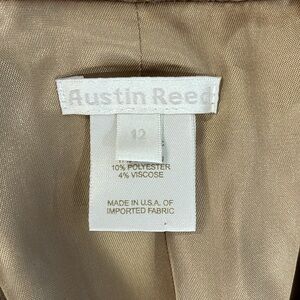 Austin Reed
12
10% POLYESTER
4% VISCOSE
MADE IN U.S.A. OF
IMPORTED FABRIC